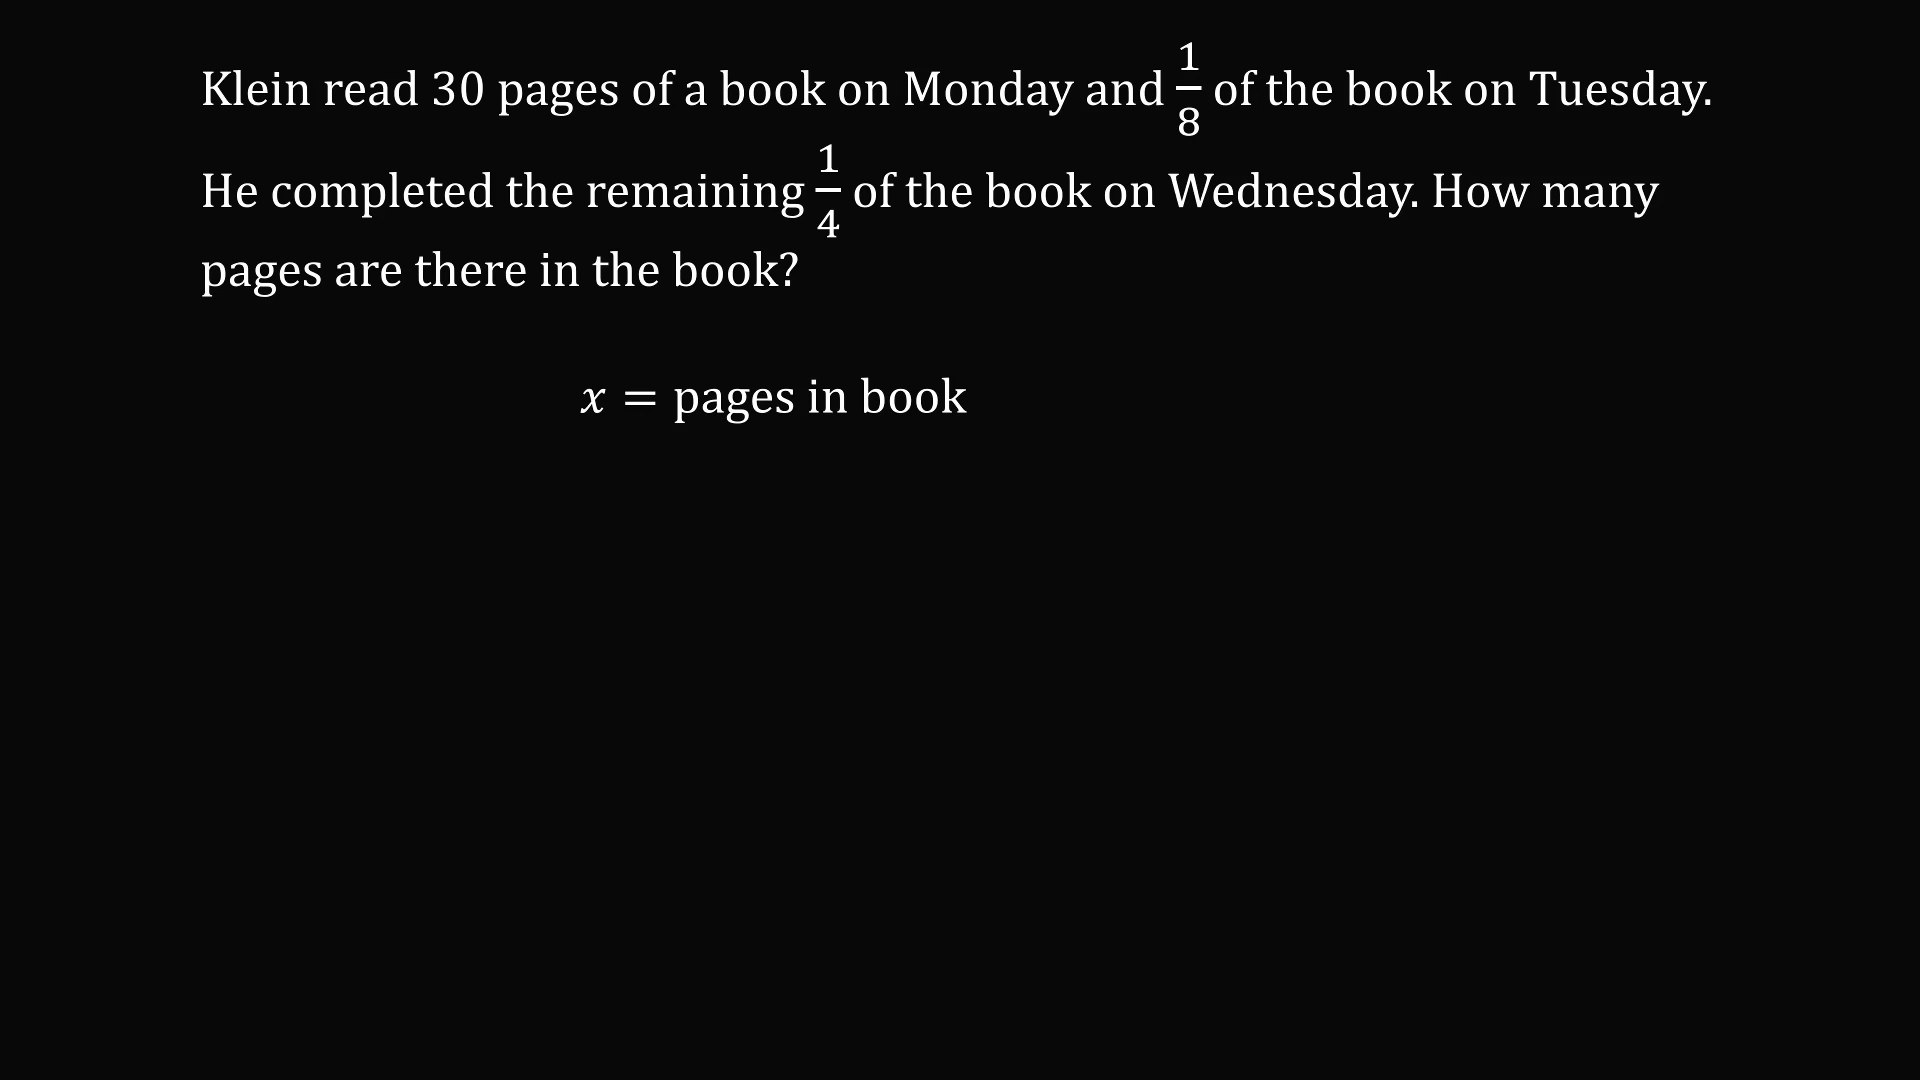 Klein read 30 pages of a book on Monday and 1/8 of the book on Tuesday.
He completed the remaining 1/4 of the book on Wednesday. How many
pages are there in the book?
x = pages in book